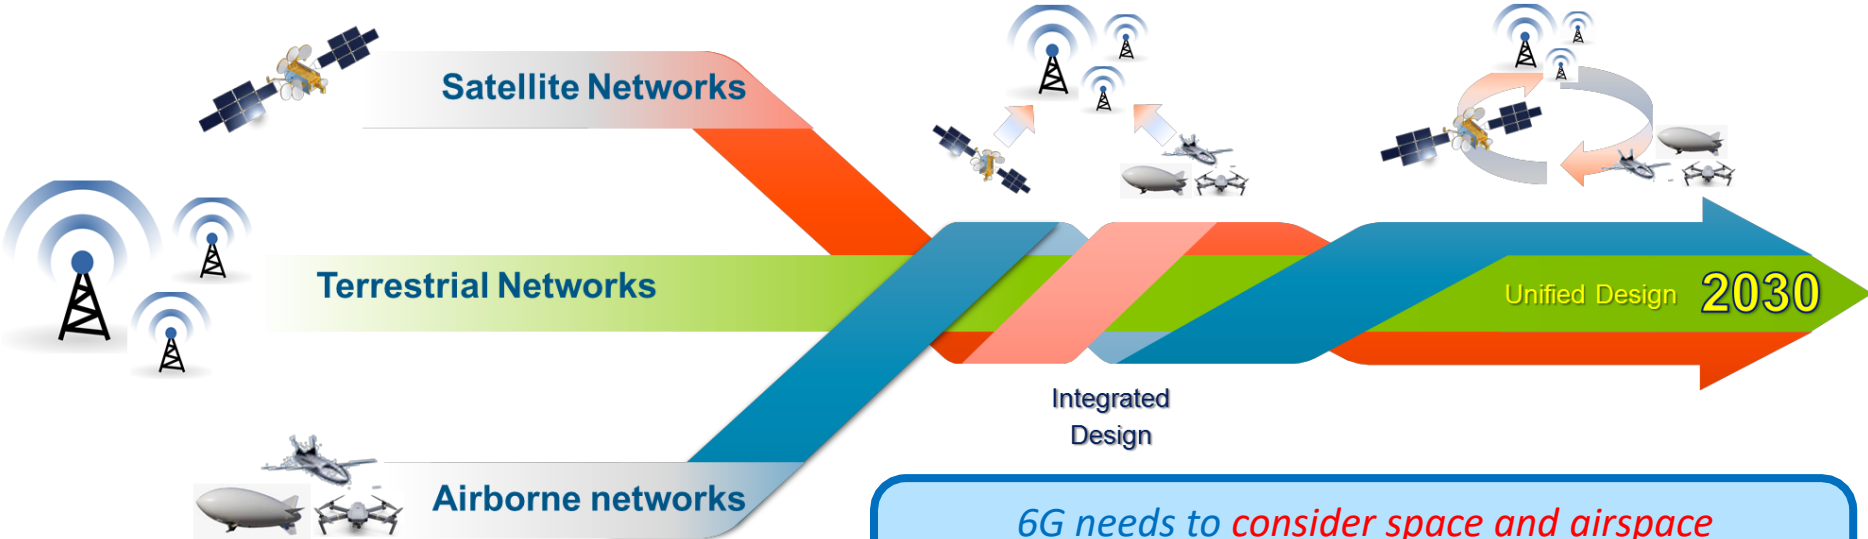 Satellite Networks
Terrestrial Networks
Unified Design 2030
Integrated
Design
Airborne networks
6G needs to consider space and airspace